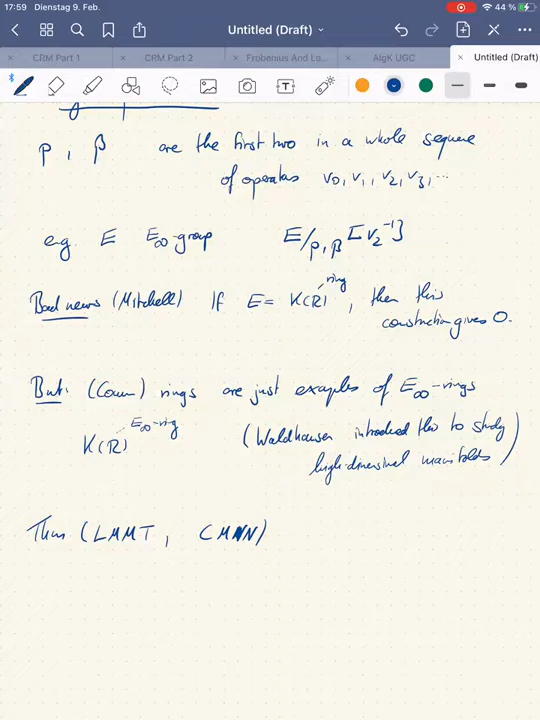 17:59 Dienstag 9. Feb.
44 %
Untitled (Draft)
CRM Part 1
CRM Part 2
Frobenius And Lo...
AlgK UGC
Untitled (Draft)
p , β are the first two in a whole sequence
of operators v0, v1, v2, v3, ...
e.g. E E∞-group E/p,β [v2^-1]
Bad news (Mitchell) If E = K(R) ring, then this
construction gives 0.
But: (Comm) rings are just examples of E∞-rings
K(R) E∞-ring
(Waldhausen introduced this to study
high-dimensional manifolds)
Thm (LMMT, CMNN)